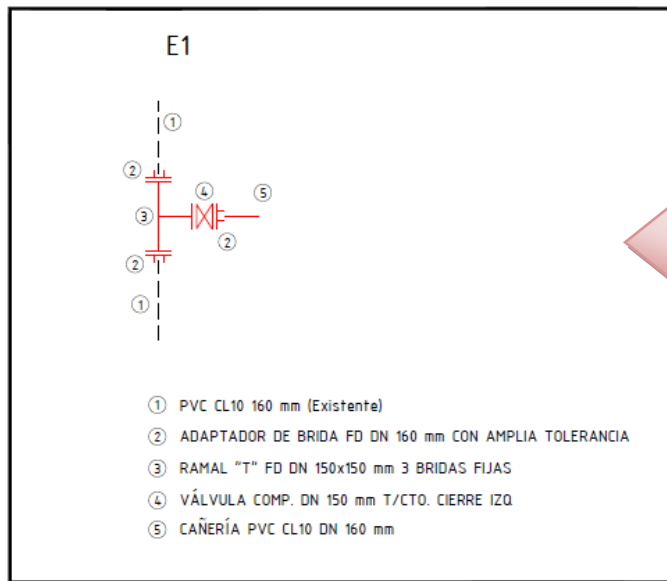 E1
1
2
4
5
3
2
2
1
1 PVC CL10 160 mm (Existente)
2 ADAPTADOR DE BRIDA FD DN 160 mm CON AMPLIA TOLERANCIA
3 RAMAL "T" FD DN 150x150 mm 3 BRIDAS FIJAS
4 VÁLVULA COMP. DN 150 mm T/CTO. CIERRE IZQ
5 CAÑERÍA PVC CL10 DN 160 mm